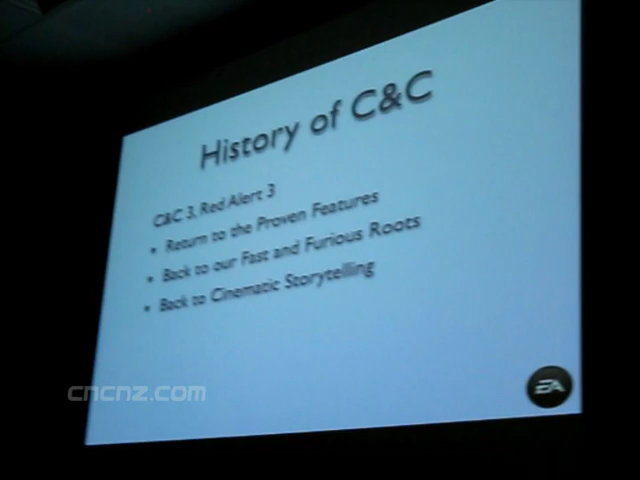 History of C&C
C&C 3, Red Alert 3
• Return to the Proven Features
• Back to our Fast and Furious Roots
• Back to Cinematic Storytelling
cncnz.com
EA